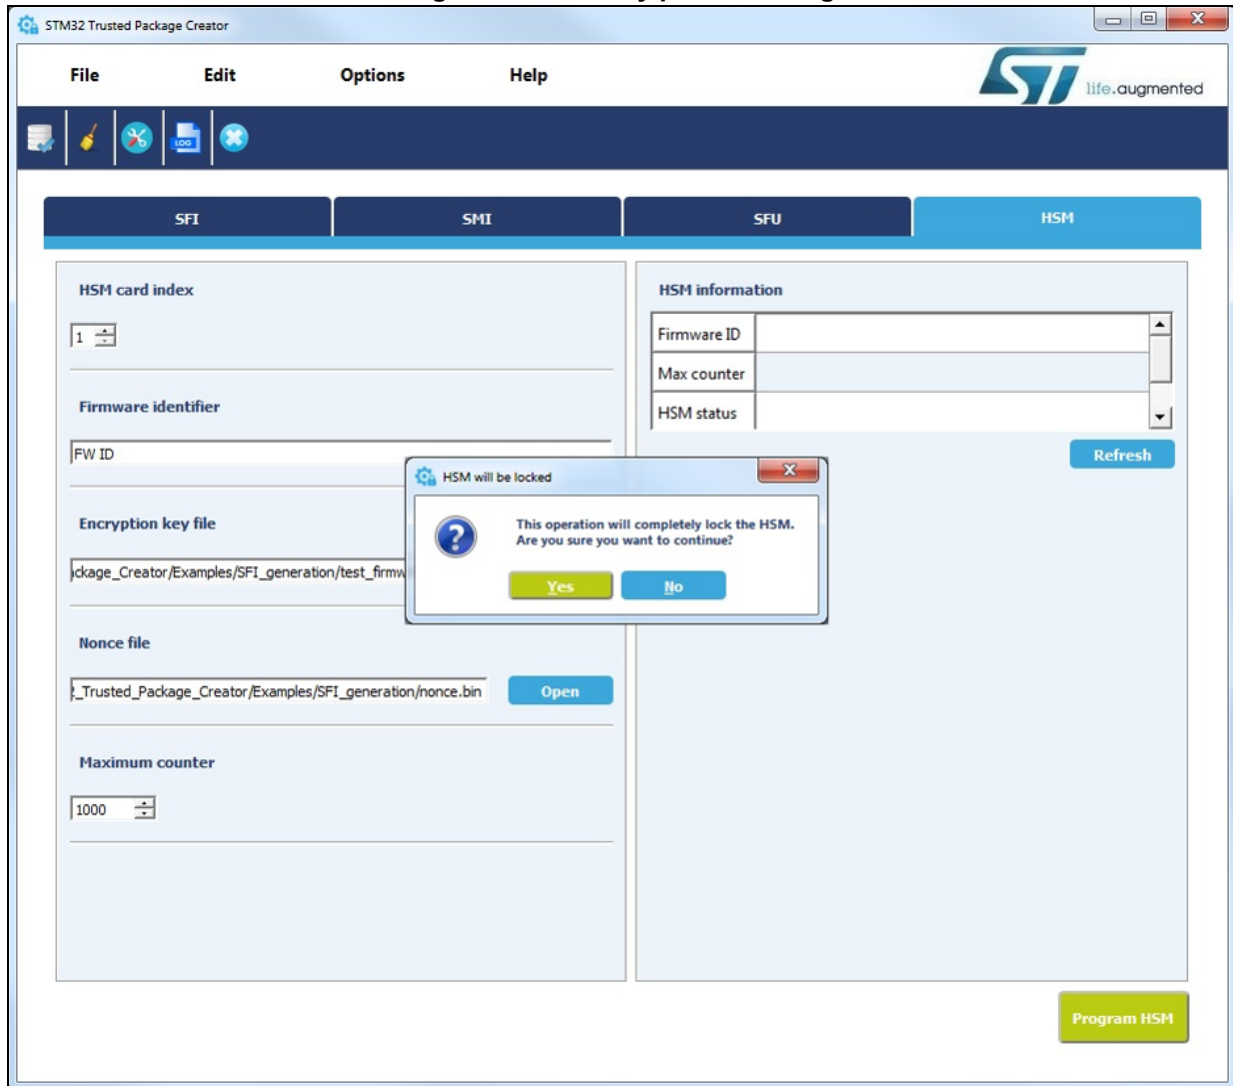 STM32 Trusted Package Creator
File Edit Options Help
life.augmented
LOG
SFI SMI SFU HSM
HSM card index
1
Firmware identifier
FW ID
Encryption key file
ckage_Creator/Examples/SFI_generation/test_firmw
Nonce file
_Trusted_Package_Creator/Examples/SFI_generation/nonce.bin
Open
Maximum counter
1000
HSM information
Firmware ID
Max counter
HSM status
Refresh
HSM will be locked
This operation will completely lock the HSM.
Are you sure you want to continue?
Yes No
Program HSM